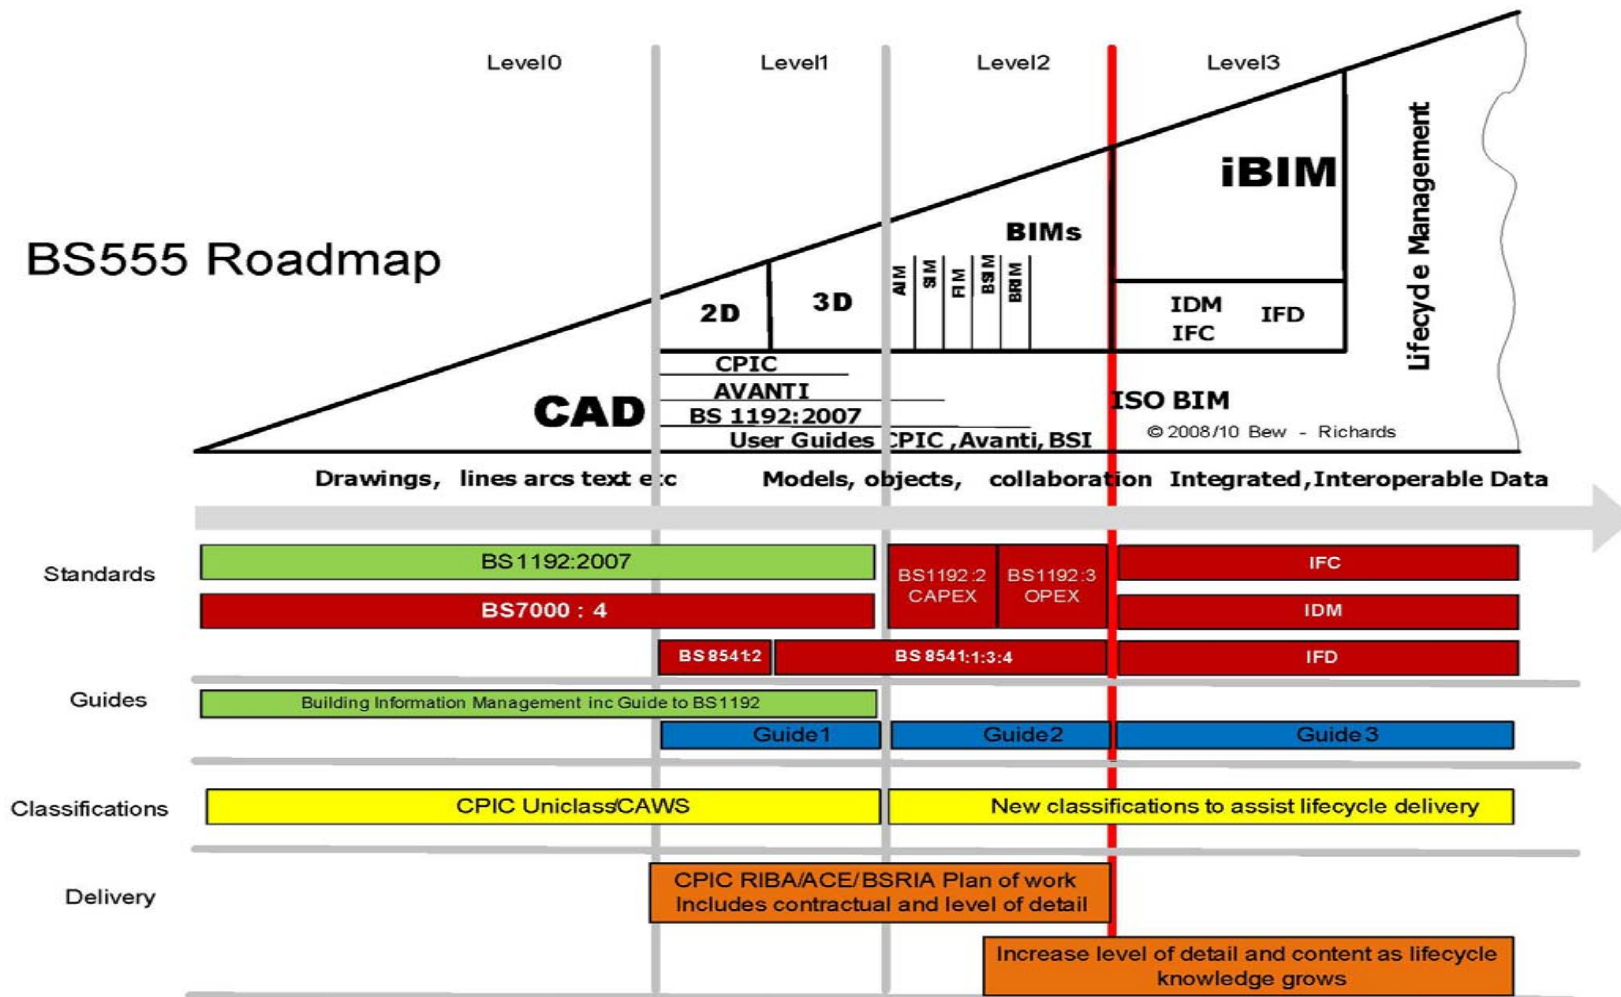 Level0
Level1
Level2
Level3
BS555 Roadmap
iBIM
Lifecycle Management
BIMs
AIM
SIM
FIM
BSIM
BRIM
2D
3D
IDM
IFC
IFD
CPIC
AVANTI
CAD
BS 1192:2007
ISO BIM
User Guides CPIC ,Avanti, BSI
© 2008/10 Bew - Richards
Drawings, lines arcs text etc
Models, objects, collaboration
Integrated, Interoperable Data
Standards
BS1192:2007
BS1192:2
CAPEX
BS1192:3
OPEX
IFC
BS7000 : 4
IDM
BS 8541:2
BS 8541:1:3:4
IFD
Guides
Building Information Management inc Guide to BS1192
Guide1
Guide2
Guide3
Classifications
CPIC Uniclass/CAWS
New classifications to assist lifecycle delivery
Delivery
CPIC RIBA/ACE/BSRIA Plan of work
Includes contractual and level of detail
Increase level of detail and content as lifecycle
knowledge grows